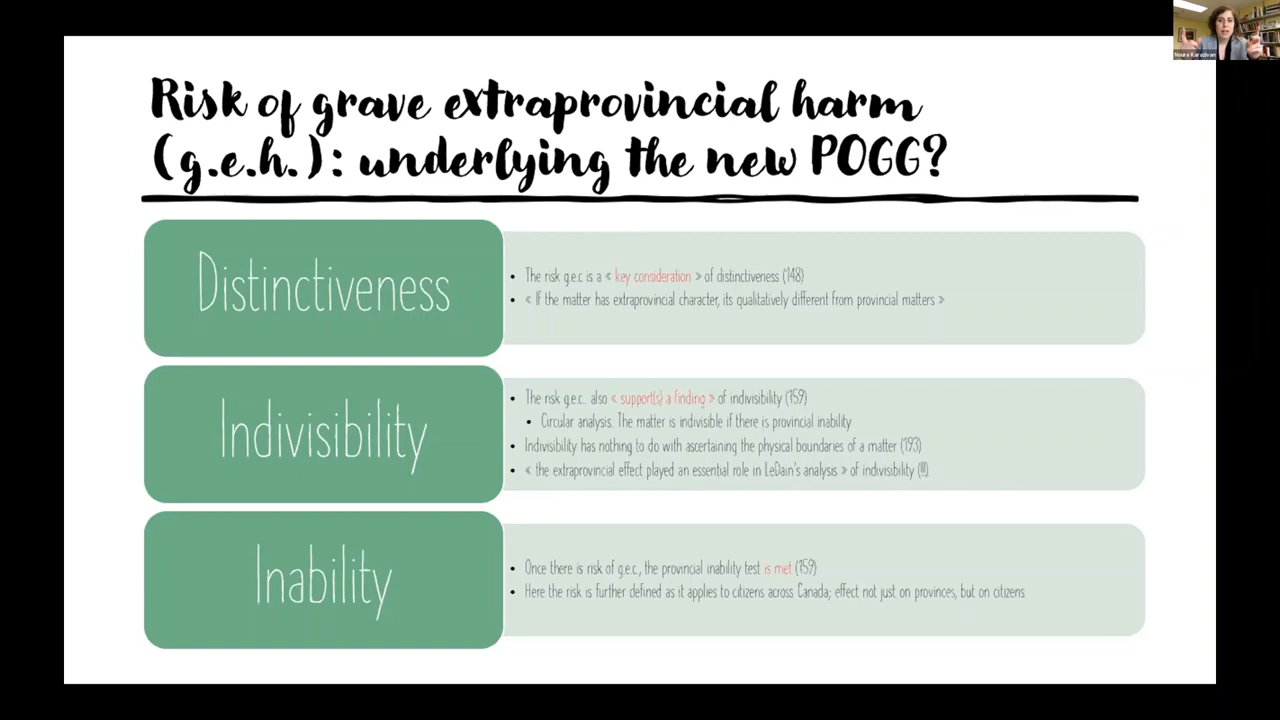 Noura Karazivan
Risk of grave extraprovincial harm
(g.e.h.): underlying the new POGG?
Distinctiveness
• The risk g.e.c is a « key consideration » of distinctiveness (148)
• « If the matter has extraprovincial character, its qualitatively different from provincial matters »
Indivisibility
• The risk g.e.c.. also « support(s) a finding » of indivisibility (159)
• Circular analysis. The matter is indivisible if there is provincial inability
• Indivisibility has nothing to do with ascertaining the physical boundaries of a matter (193)
• « the extraprovincial effect played an essential role in LeDain's analysis » of indivisibility (!!!).
Inability
• Once there is risk of g.e.c., the provincial inability test is met (159)
• Here the risk is further defined as it applies to citizens across Canada; effect not just on provinces, but on citizens